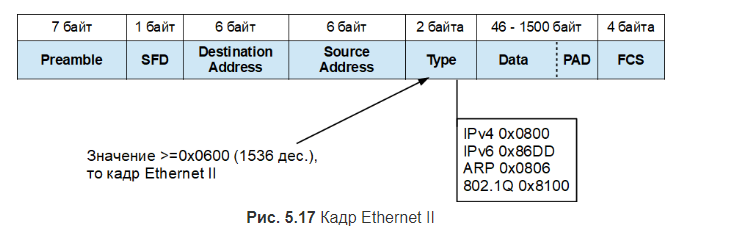 7 байт 1 байт 6 байт 6 байт 2 байта 46 - 1500 байт 4 байта
Preamble SFD Destination Address Source Address Type Data PAD FCS
Значение >=0x0600 (1536 дес.),
то кадр Ethernet II
IPv4 0x0800
IPv6 0x86DD
ARP 0x0806
802.1Q 0x8100
Рис. 5.17 Кадр Ethernet II